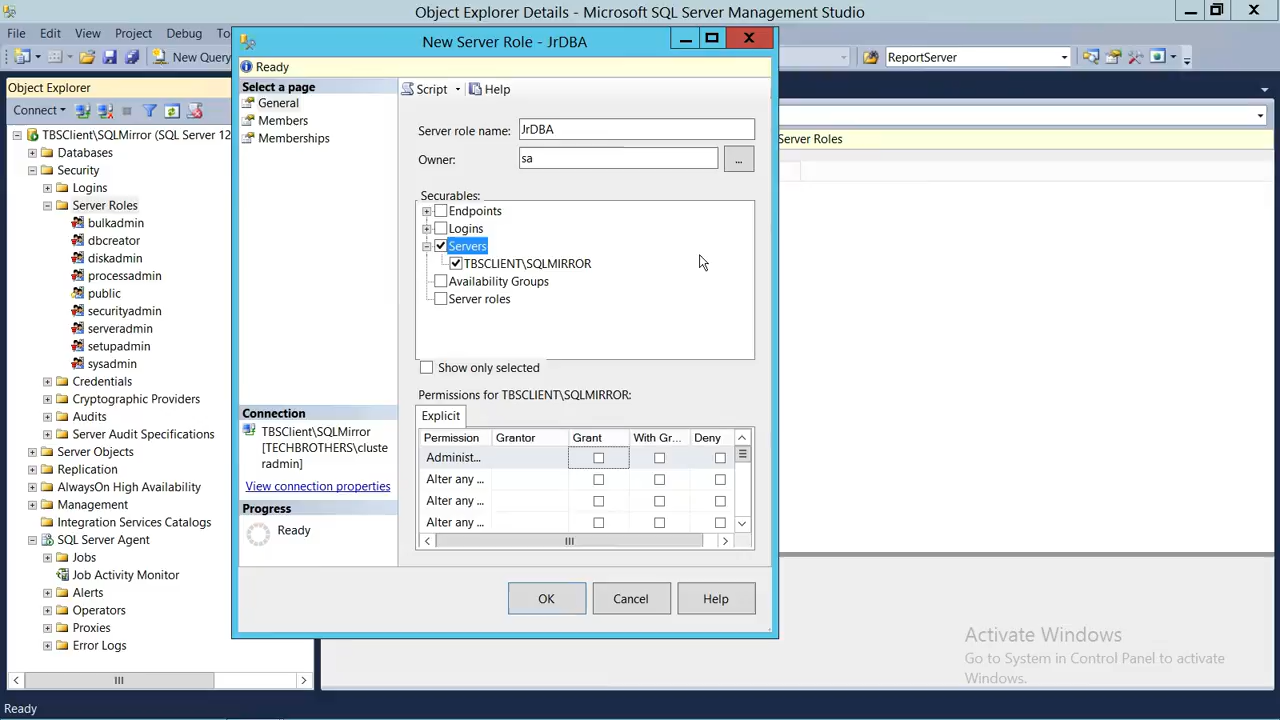 Object Explorer Details - Microsoft SQL Server Management Studio
File Edit View Project Debug To
New Query
ReportServer
Object Explorer
Connect
TBSClient\SQLMirror (SQL Server 12
Databases
Security
Logins
Server Roles
bulkadmin
dbcreator
diskadmin
processadmin
public
securityadmin
serveradmin
setupadmin
sysadmin
Credentials
Cryptographic Providers
Audits
Server Audit Specifications
Server Objects
Replication
AlwaysOn High Availability
Management
Integration Services Catalogs
SQL Server Agent
Jobs
Job Activity Monitor
Alerts
Operators
Proxies
Error Logs
New Server Role - JrDBA
Ready
Select a page
General
Members
Memberships
Connection
TBSClient\SQLMirror
[TECHBROTHERS\cluste
radmin]
View connection properties
Progress
Ready
Script Help
Server role name: JrDBA
Owner: sa ...
Securables:
Endpoints
Logins
Servers
TBSCLIENT\SQLMIRROR
Availability Groups
Server roles
Show only selected
Permissions for TBSCLIENT\SQLMIRROR:
Explicit
Permission Grantor Grant With Gr... Deny
Administ...
Alter any ...
Alter any ...
Alter any ...
OK Cancel Help
Server Roles
Activate Windows
Go to System in Control Panel to activate
Windows.
Ready